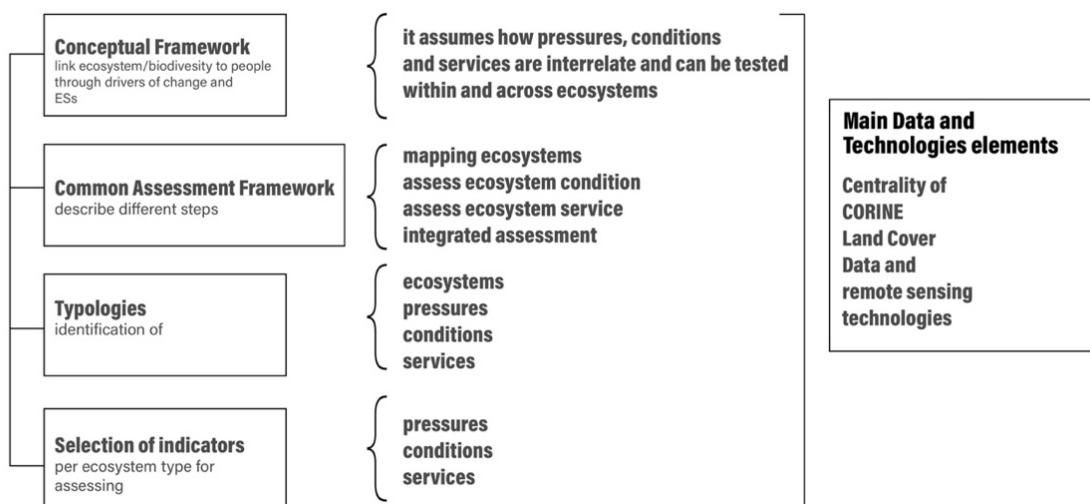 Conceptual Framework
link ecosystem/biodiversity to people
through drivers of change and
ESs
it assumes how pressures, conditions
and services are interrelate and can be tested
within and across ecosystems
Common Assessment Framework
describe different steps
mapping ecosystems
assess ecosystem condition
assess ecosystem service
integrated assessment
Typologies
identification of
ecosystems
pressures
conditions
services
Selection of indicators
per ecosystem type for
assessing
pressures
conditions
services
Main Data and
Technologies elements
Centrality of
CORINE
Land Cover
Data and
remote sensing
technologies